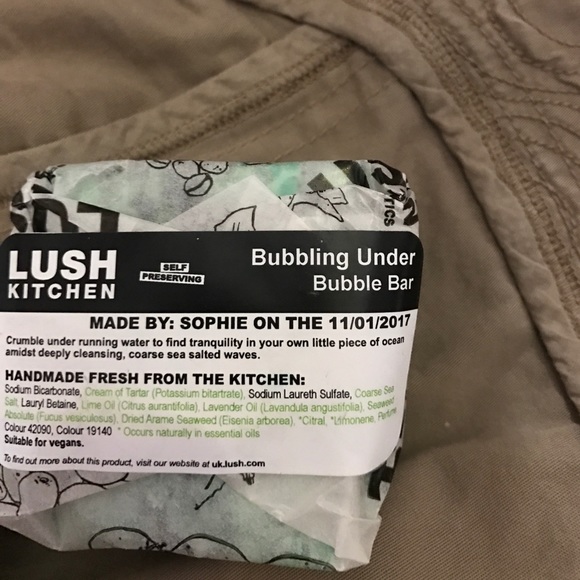 LUSH
KITCHEN
SELF
PRESERVING
Bubbling Under
Bubble Bar
MADE BY: SOPHIE ON THE 11/01/2017
Crumble under running water to find tranquility in your own little piece of ocean
amidst deeply cleansing, coarse sea salted waves.
HANDMADE FRESH FROM THE KITCHEN:
Sodium Bicarbonate, Cream of Tartar (Potassium bitartrate), Sodium Laureth Sulfate, Coarse Sea
Salt, Lauryl Betaine, Lime Oil (Citrus aurantifolia), Lavender Oil (Lavandula angustifolia), Seaweed
Absolute (Fucus vesiculosus), Dried Arame Seaweed (Eisenia arborea), *Citral, *Limonene, Perfume,
Colour 42090, Colour 19140 * Occurs naturally in essential oils
Suitable for vegans.
To find out more about this product, visit our website at uk.lush.com